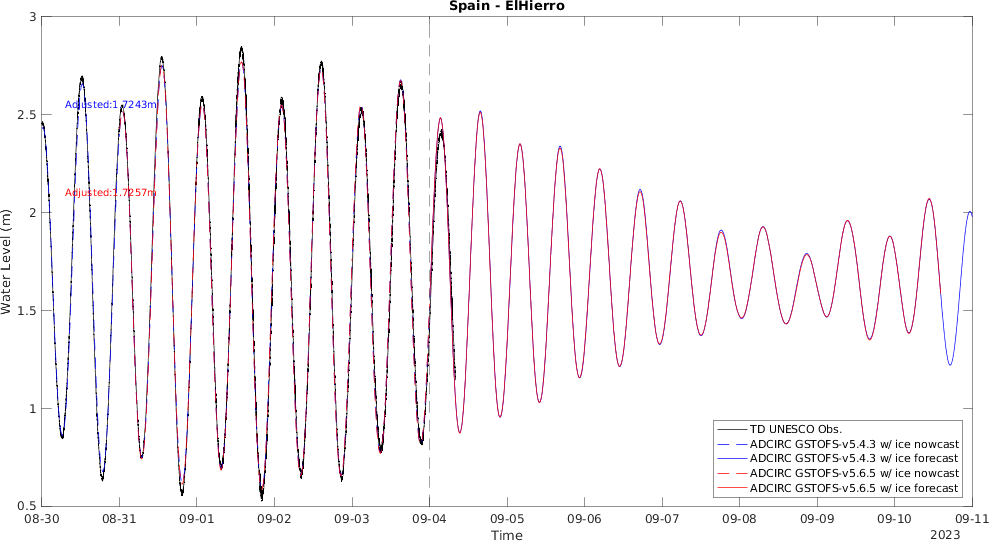 Spain - ElHierro
3
2.5
2
1.5
1
0.5
Water Level (m)
Adjusted:1.7243m
Adjusted:1.7257m
TD UNESCO Obs.
ADCIRC GSTOFS-v5.4.3 w/ ice nowcast
ADCIRC GSTOFS-v5.4.3 w/ ice forecast
ADCIRC GSTOFS-v5.6.5 w/ ice nowcast
ADCIRC GSTOFS-v5.6.5 w/ ice forecast
08-30 08-31 09-01 09-02 09-03 09-04 09-05 09-06 09-07 09-08 09-09 09-10 09-11
Time
2023